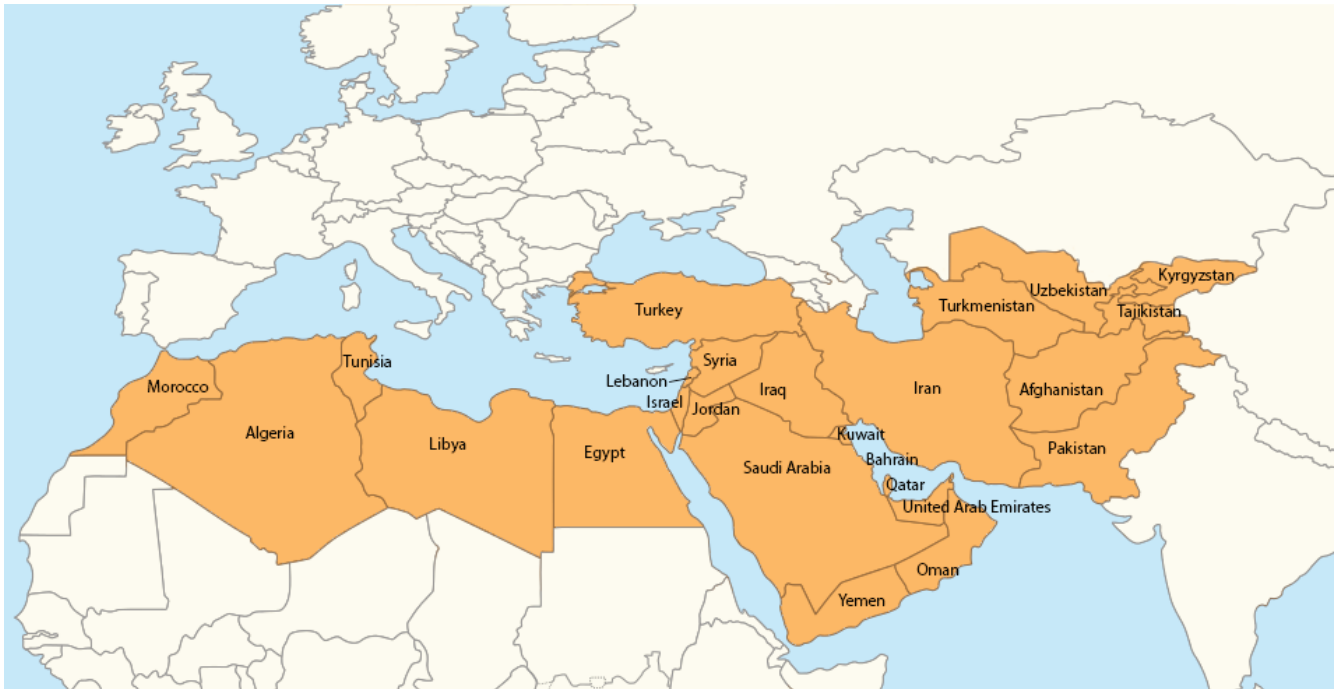 Kyrgyzstan
Uzbekistan
Turkmenistan
Tajikistan
Turkey
Tunisia
Syria
Lebanon
Morocco
Iraq
Iran
Afghanistan
Israel
Jordan
Algeria
Libya
Egypt
Kuwait
Pakistan
Bahrain
Saudi Arabia
Qatar
United Arab Emirates
Oman
Yemen